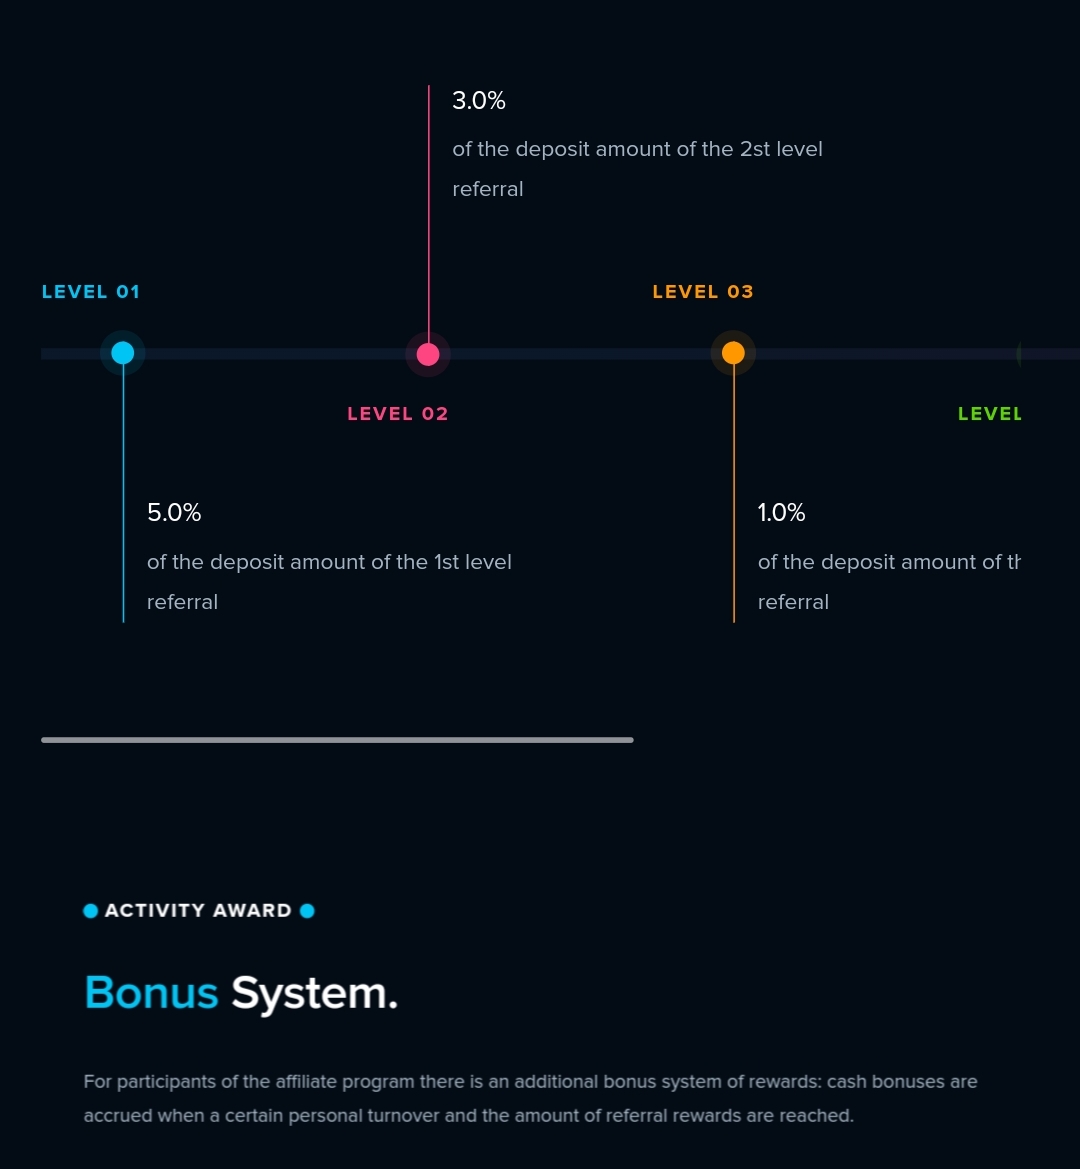 3.0%
of the deposit amount of the 2st level
referral
LEVEL 01
LEVEL 03
LEVEL 02
LEVEL
5.0%
of the deposit amount of the 1st level
referral
1.0%
of the deposit amount of
referral
ACTIVITY AWARD
Bonus System.
For participants of the affiliate program there is an additional bonus system of rewards: cash bonuses are
accrued when a certain personal turnover and the amount of referral rewards are reached.